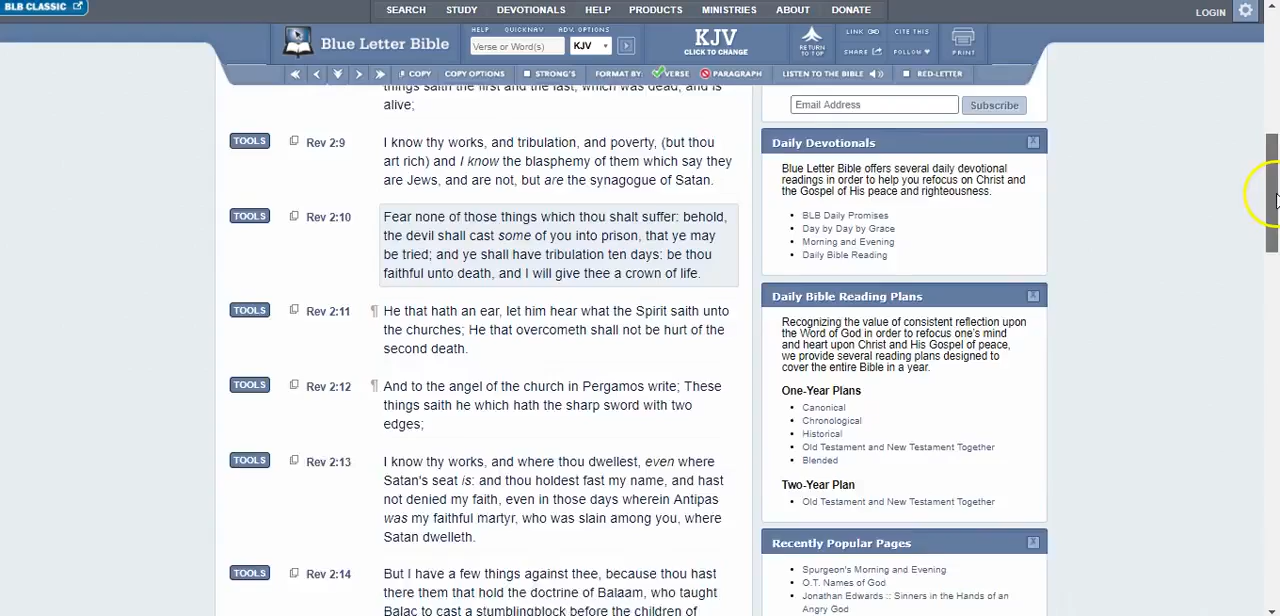 BLB CLASSIC
SEARCH STUDY DEVOTIONALS HELP PRODUCTS MINISTRIES ABOUT DONATE
LOGIN
Blue Letter Bible
HELP QUICKNAV ADV. OPTIONS
Verse or Word(s) KJV
KJV
CLICK TO CHANGE
RETURN
TO TOP
LINK CITE THIS
SHARE FOLLOW
PRINT
COPY COPY OPTIONS STRONG'S FORMAT BY: VERSE PARAGRAPH LISTEN TO THE BIBLE RED-LETTER
things saith the first and the last, which was dead, and is
alive;
TOOLS Rev 2:9 I know thy works, and tribulation, and poverty, (but thou
art rich) and I know the blasphemy of them which say they
are Jews, and are not, but are the synagogue of Satan.
TOOLS Rev 2:10 Fear none of those things which thou shalt suffer: behold,
the devil shall cast some of you into prison, that ye may
be tried; and ye shall have tribulation ten days: be thou
faithful unto death, and I will give thee a crown of life.
TOOLS Rev 2:11 ¶ He that hath an ear, let him hear what the Spirit saith unto
the churches; He that overcometh shall not be hurt of the
second death.
TOOLS Rev 2:12 ¶ And to the angel of the church in Pergamos write; These
things saith he which hath the sharp sword with two
edges;
TOOLS Rev 2:13 I know thy works, and where thou dwellest, even where
Satan's seat is: and thou holdest fast my name, and hast
not denied my faith, even in those days wherein Antipas
was my faithful martyr, who was slain among you, where
Satan dwelleth.
TOOLS Rev 2:14 But I have a few things against thee, because thou hast
there them that hold the doctrine of Balaam, who taught
Balac to cast a stumblingblock before the children of
Email Address Subscribe
Daily Devotionals
Blue Letter Bible offers several daily devotional
readings in order to help you refocus on Christ and
the Gospel of His peace and righteousness.
BLB Daily Promises
Day by Day by Grace
Morning and Evening
Daily Bible Reading
Daily Bible Reading Plans
Recognizing the value of consistent reflection upon
the Word of God in order to refocus one's mind
and heart upon Christ and His Gospel of peace,
we provide several reading plans designed to
cover the entire Bible in a year.
One-Year Plans
Canonical
Chronological
Historical
Old Testament and New Testament Together
Blended
Two-Year Plan
Old Testament and New Testament Together
Recently Popular Pages
Spurgeon's Morning and Evening
O.T. Names of God
Jonathan Edwards :: Sinners in the Hands of an
Angry God